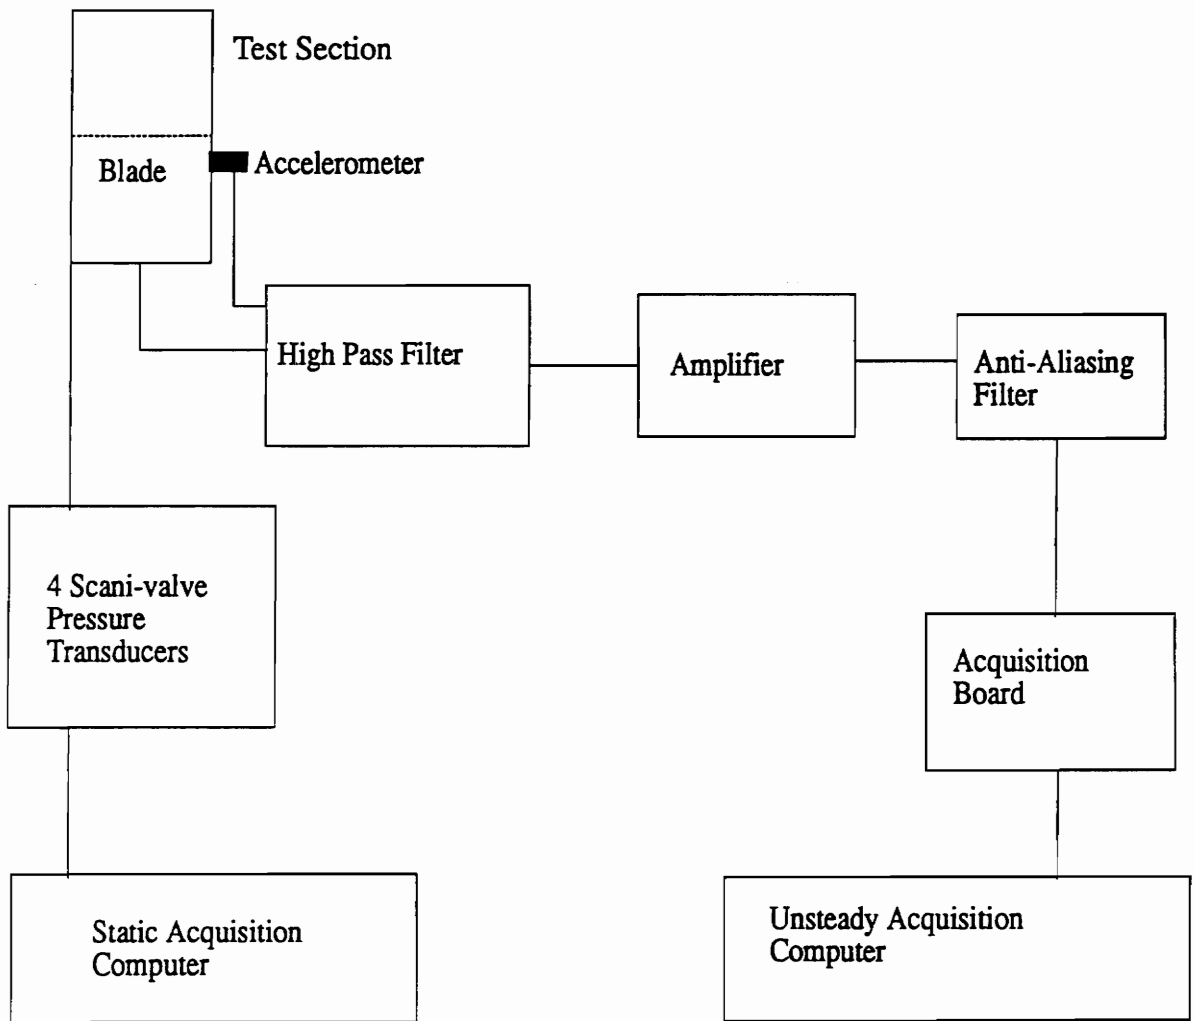 Test Section
Blade
Accelerometer
High Pass Filter
Amplifier
Anti-Aliasing
Filter
4 Scani-valve
Pressure
Transducers
Acquisition
Board
Static Acquisition
Computer
Unsteady Acquisition
Computer